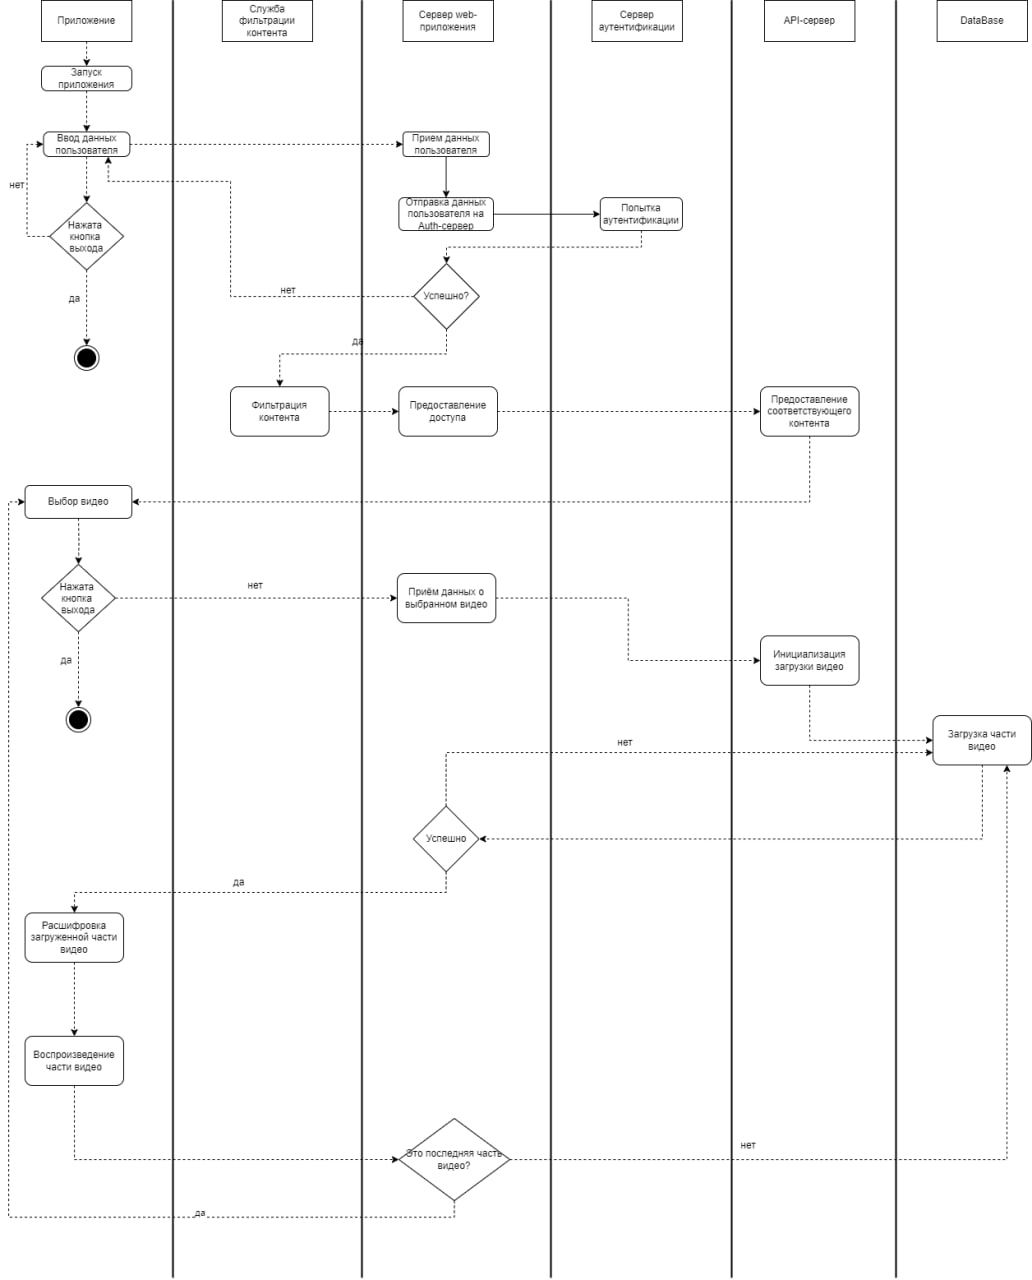 Приложение
Служба
фильтрации
контента
Сервер web-
приложения
Сервер
аутентификации
API-сервер
DataBase
Запуск
приложения
Ввод данных
пользователя
Прием данных
пользователя
нет
Отправка данных
пользователя на
Auth-сервер
Попытка
аутентификации
Нажата
кнопка
выхода
нет
Успешно?
да
да
Фильтрация
контента
Предоставление
доступа
Предоставление
соответствующего
контента
Выбор видео
Нажата
кнопка
выхода
нет
Приём данных о
выбранном видео
да
Инициализация
загрузки видео
Загрузка части
видео
нет
Успешно
да
Расшифровка
загруженной части
видео
Воспроизведение
части видео
Это последняя часть
видео?
нет
да